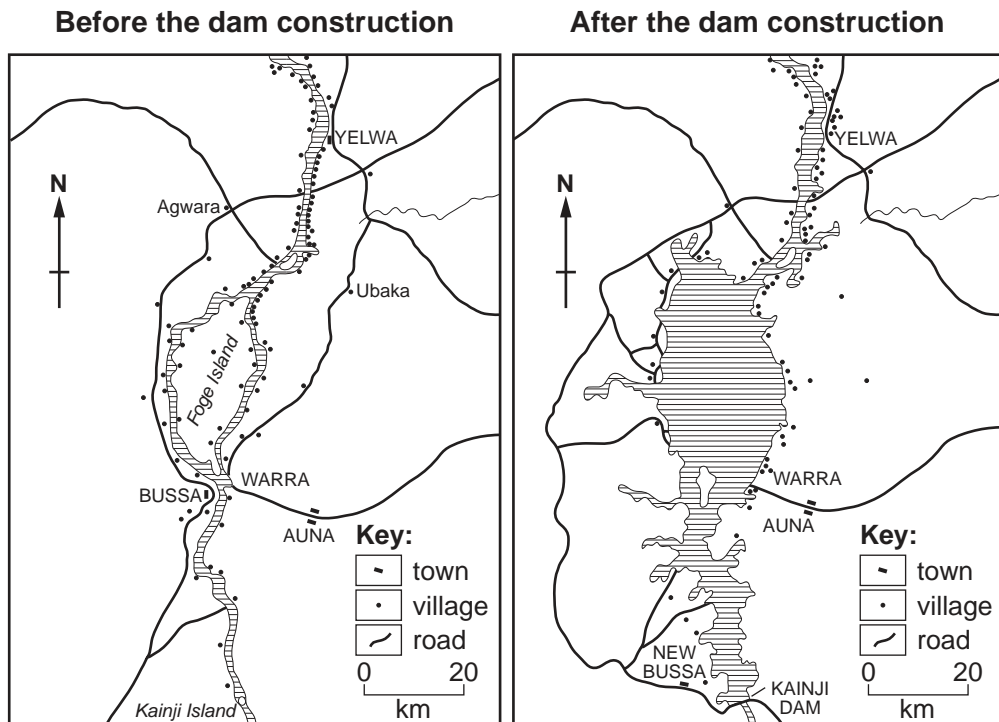 Before the dam construction
N
YELWA
Agwara
Ubaka
Foge Island
WARRA
BUSSA
AUNA
Key:
town
village
road
0 20
km
Kainji Island
After the dam construction
N
YELWA
WARRA
AUNA
Key:
town
village
road
0 20
km
NEW
BUSSA
KAINJI
DAM